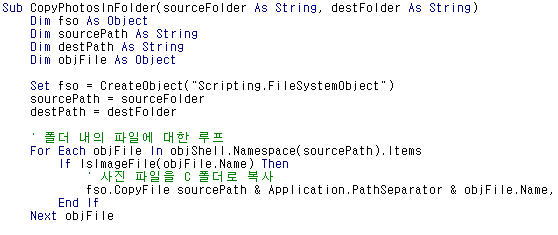 Sub CopyPhotosInFolder(sourceFolder As String, destFolder As String)
    Dim fso As Object
    Dim sourcePath As String
    Dim destPath As String
    Dim objFile As Object

    Set fso = CreateObject("Scripting.FileSystemObject")
    sourcePath = sourceFolder
    destPath = destFolder

    ' 폴더 내의 파일에 대한 루프
    For Each objFile In objShell.Namespace(sourcePath).Items
        If IsImageFile(objFile.Name) Then
            ' 사진 파일을 C 폴더로 복사
            fso.CopyFile sourcePath & Application.PathSeparator & objFile.Name,
        End If
    Next objFile